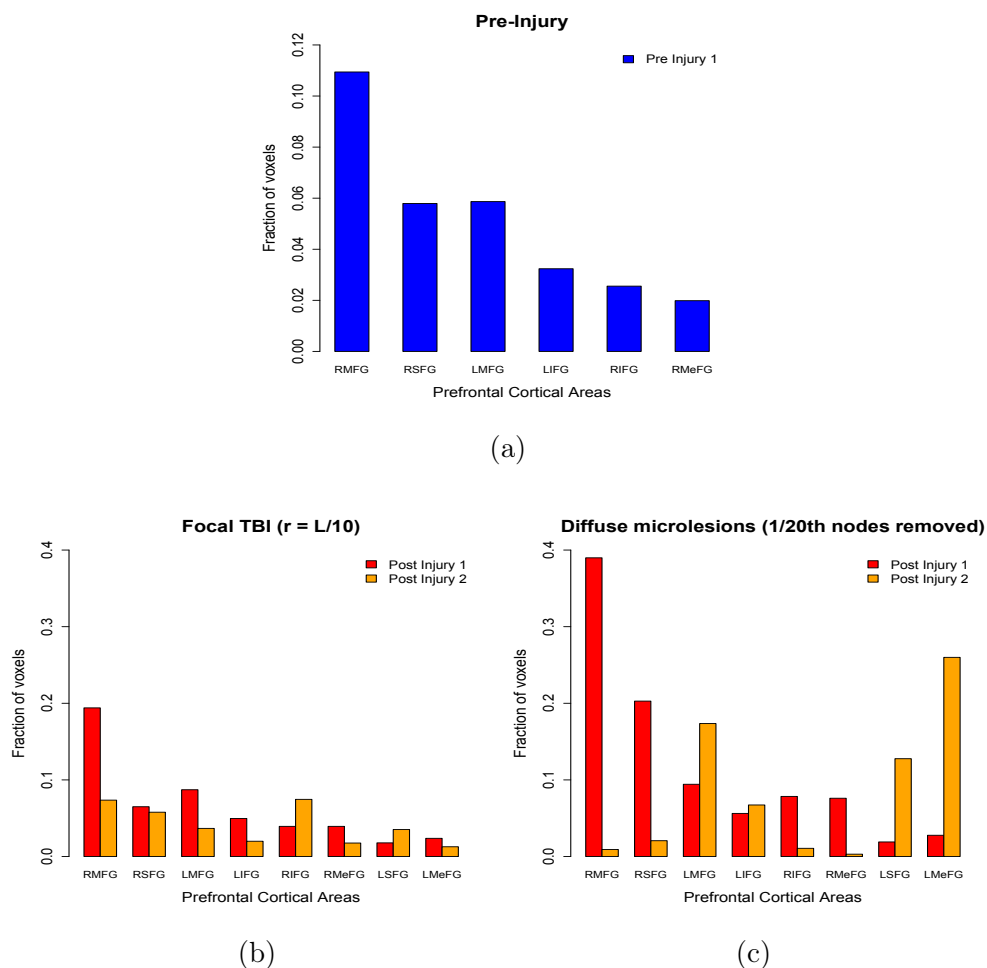 Pre-Injury
Pre Injury 1
Fraction of voxels
0.00 0.02 0.04 0.06 0.08 0.10 0.12
RMFG RSFG LMFG LIFG RIFG RMeFG
Prefrontal Cortical Areas
(a)
Focal TBI (r = L/10)
Post Injury 1
Post Injury 2
Fraction of voxels
0.0 0.1 0.2 0.3 0.4
RMFG RSFG LMFG LIFG RIFG RMeFG LSFG LMeFG
Prefrontal Cortical Areas
(b)
Diffuse microlesions (1/20th nodes removed)
Post Injury 1
Post Injury 2
Fraction of voxels
0.0 0.1 0.2 0.3 0.4
RMFG RSFG LMFG LIFG RIFG RMeFG LSFG LMeFG
Prefrontal Cortical Areas
(c)